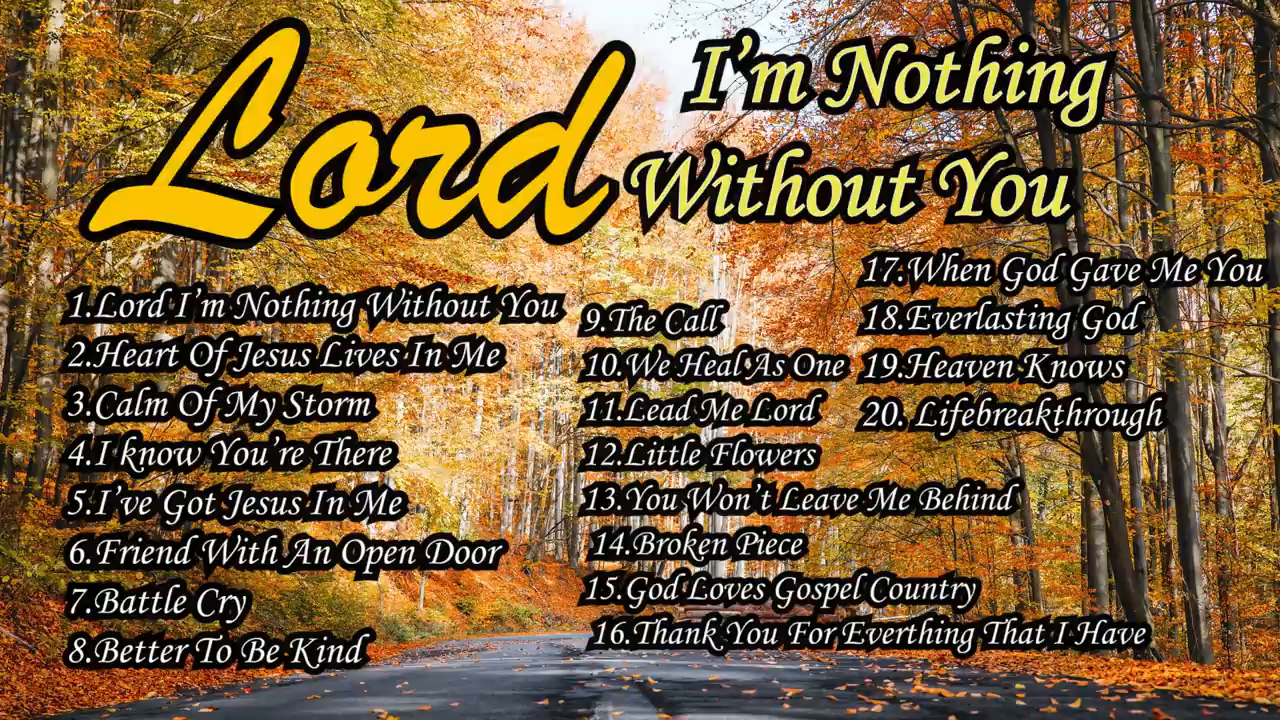 Lord
I'm Nothing
Without You
1.Lord I'm Nothing Without You
2.Heart Of Jesus Lives In Me
3.Calm Of My Storm
4.I know You're There
5.I've Got Jesus In Me
6.Friend With An Open Door
7.Battle Cry
8.Better To Be Kind
9.The Call
10.We Heal As One
11.Lead Me Lord
12.Little Flowers
13.You Won't Leave Me Behind
14.Broken Piece
15.God Loves Gospel Country
16.Thank You For Everthing That I Have
17.When God Gave Me You
18.Everlasting God
19.Heaven Knows
20. Lifebreakthrough